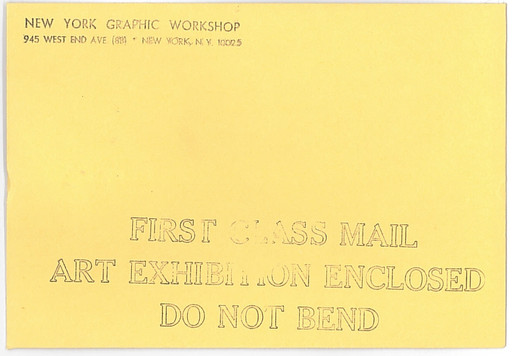 NEW YORK GRAPHIC WORKSHOP
945 WEST END AVE (8B) * NEW YORK, N.Y. 10025
FIRST CLASS MAIL
ART EXHIBITION ENCLOSED
DO NOT BEND